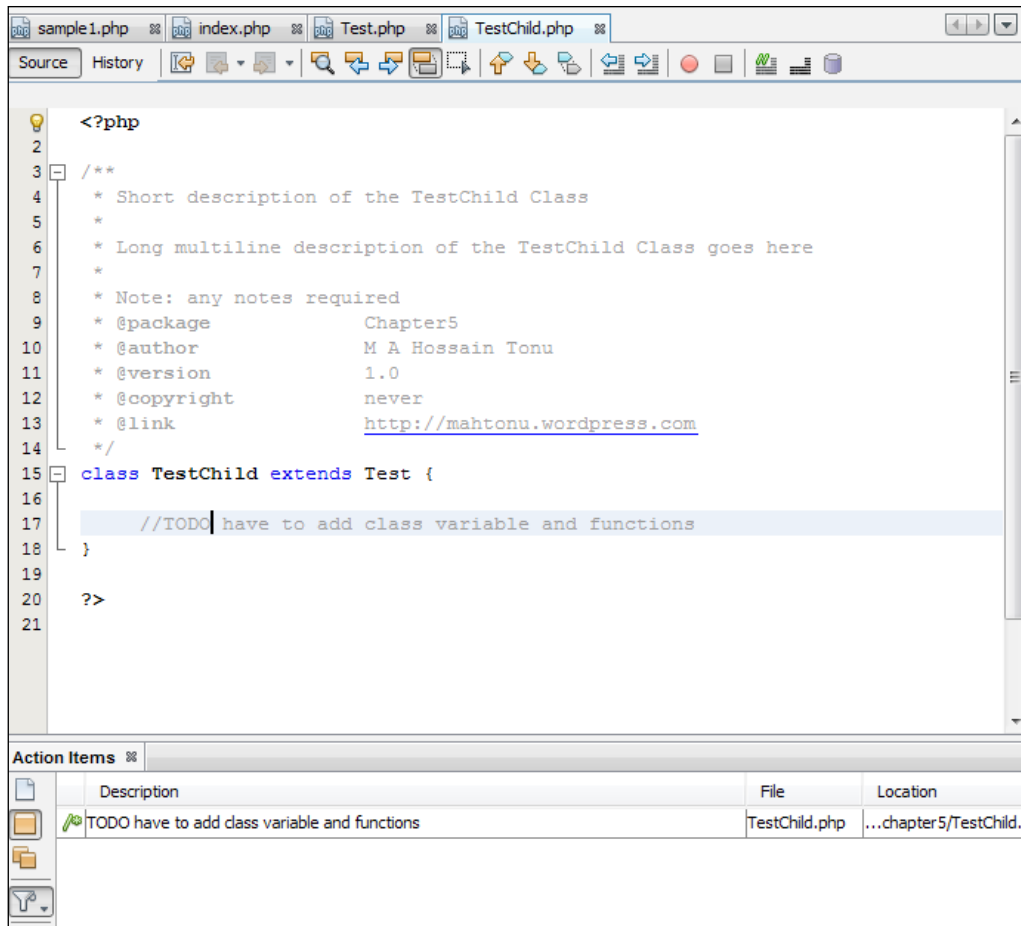 sample1.php index.php Test.php TestChild.php
Source History
<?php
2
3 /**
4 * Short description of the TestChild Class
5 *
6 * Long multiline description of the TestChild Class goes here
7 *
8 * Note: any notes required
9 * @package Chapter5
10 * @author M A Hossain Tonu
11 * @version 1.0
12 * @copyright never
13 * @link http://mahtonu.wordpress.com
14 */
15 class TestChild extends Test {
16
17 //TODO have to add class variable and functions
18 }
19
20 ?>
21
Action Items
Description File Location
TODO have to add class variable and functions TestChild.php ...chapter5/TestChild.